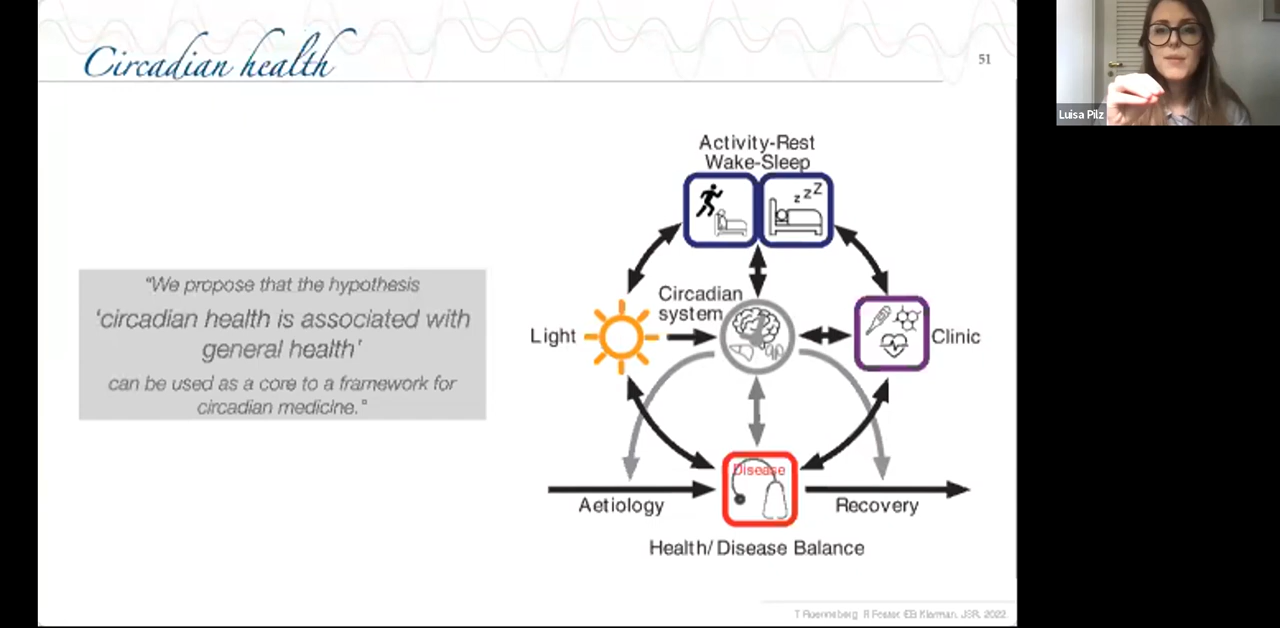 Circadian health
51
Luisa Pilz
Activity-Rest
Wake-Sleep
z z Z
"We propose that the hypothesis
'circadian health is associated with
general health'
can be used as a core to a framework for
circadian medicine."
Circadian
system
Light
Clinic
Disease
Aetiology
Recovery
Health/ Disease Balance
T Roenneberg R Foster, EB Klerman. JSR, 2022.